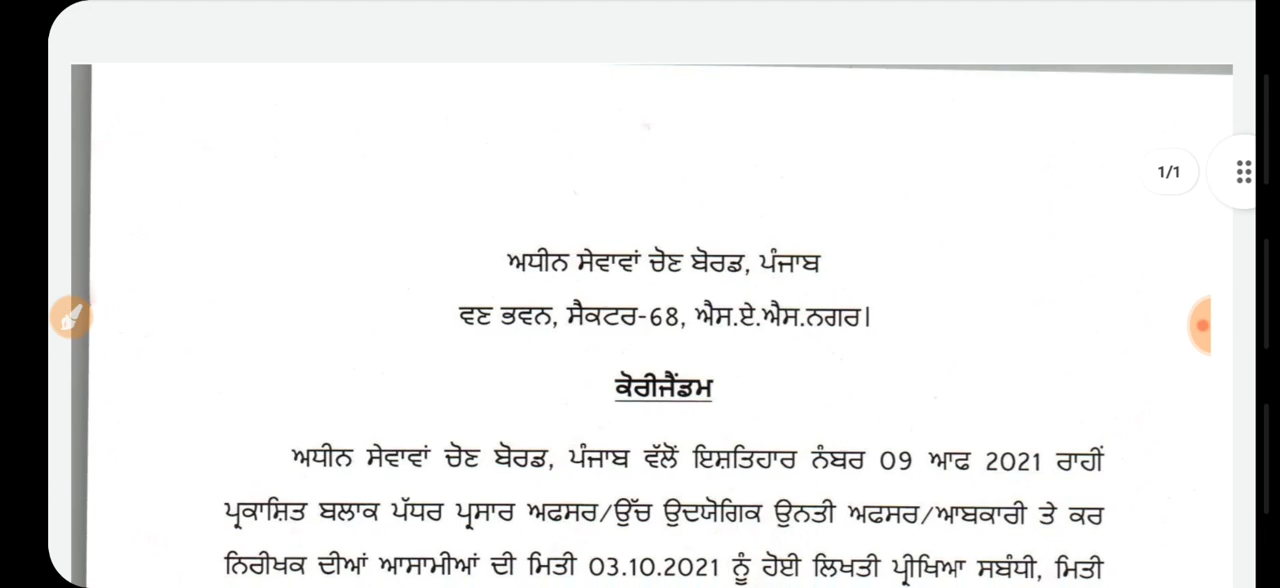 1/1
ਅਧੀਨ ਸੇਵਾਵਾਂ ਚੋਣ ਬੋਰਡ, ਪੰਜਾਬ
ਵਣ ਭਵਨ, ਸੈਕਟਰ-68, ਐਸ.ਏ.ਐਸ.ਨਗਰ।
ਕੋਰੀਜੈਂਡਮ
ਅਧੀਨ ਸੇਵਾਵਾਂ ਚੋਣ ਬੋਰਡ, ਪੰਜਾਬ ਵੱਲੋਂ ਇਸ਼ਤਿਹਾਰ ਨੰਬਰ 09 ਆਫ 2021 ਰਾਹੀਂ
ਪ੍ਰਕਾਸ਼ਿਤ ਬਲਾਕ ਪੱਧਰ ਪ੍ਰਸਾਰ ਅਫਸਰ/ਉੱਚ ਉਦਯੋਗਿਕ ਉਨਤੀ ਅਫਸਰ/ਆਬਕਾਰੀ ਤੇ ਕਰ
ਨਿਰੀਖਕ ਦੀਆਂ ਆਸਾਮੀਆਂ ਦੀ ਮਿਤੀ 03.10.2021 ਨੂੰ ਹੋਈ ਲਿਖਤੀ ਪ੍ਰੀਖਿਆ ਸਬੰਧੀ, ਮਿਤੀ